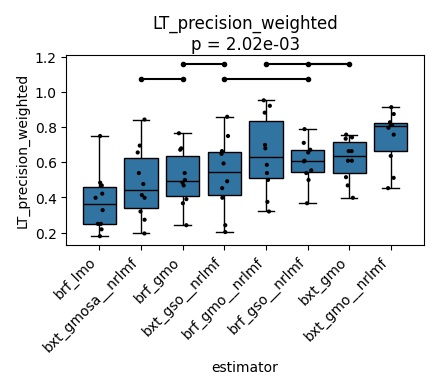 LT_precision_weighted
p = 2.02e-03
LT_precision_weighted
1.2
1.0
0.8
0.6
0.4
0.2
brf_lmo
bxt_gmosa__nrlmf
brf_gmo
bxt_gso__nrlmf
brf_gmo__nrlmf
brf_gso__nrlmf
bxt_gmo
bxt_gmo__nrlmf
estimator